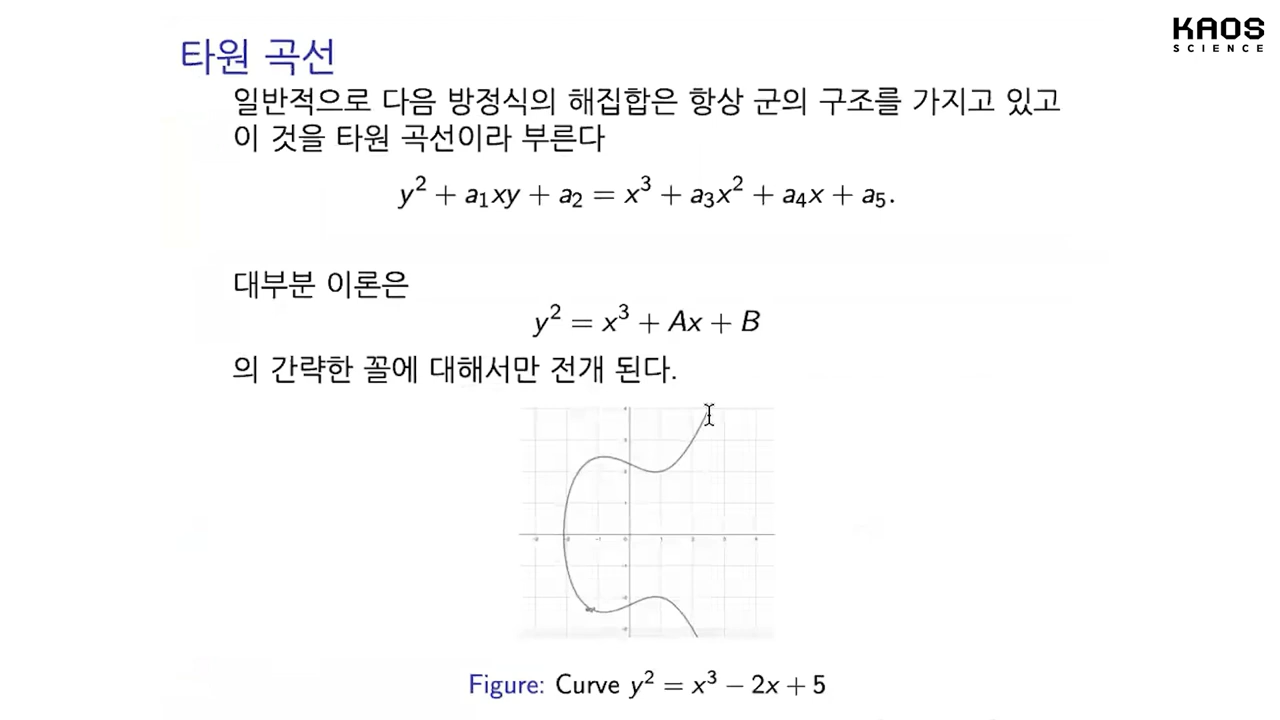 KAOS
SCIENCE
타원 곡선
일반적으로 다음 방정식의 해집합은 항상 군의 구조를 가지고 있고
이 것을 타원 곡선이라 부른다
y² + a₁xy + a₂ = x³ + a₃x² + a₄x + a₅.
대부분 이론은
y² = x³ + Ax + B
의 간략한 꼴에 대해서만 전개 된다.
Figure: Curve y² = x³ − 2x + 5